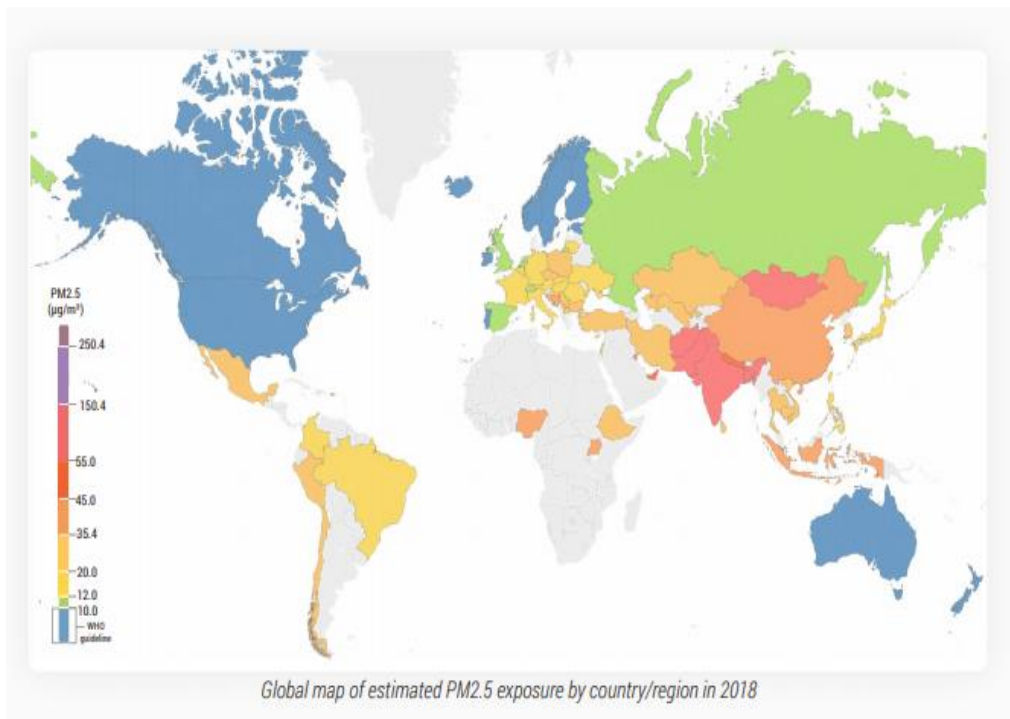 PM2.5
(µg/m³)
250.4
150.4
55.0
45.0
35.4
20.0
12.0
10.0
WHO
guideline
Global map of estimated PM2.5 exposure by country/region in 2018